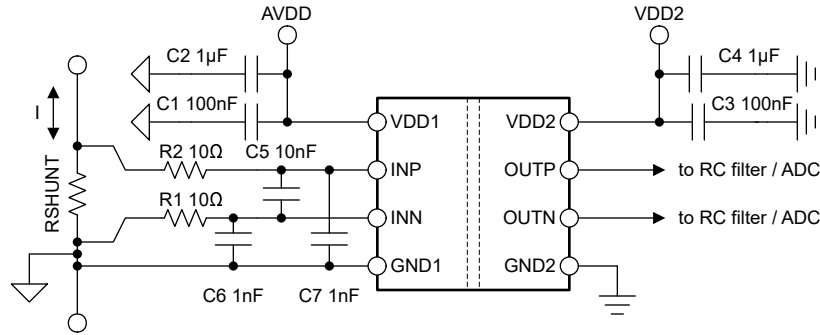 AVDD
VDD2
C2 1µF
C4 1µF
C1 100nF
C3 100nF
I
VDD1
VDD2
R2 10Ω
C5 10nF
INP
OUTP
to RC filter / ADC
RSHUNT
R1 10Ω
INN
OUTN
to RC filter / ADC
GND1
GND2
C6 1nF
C7 1nF